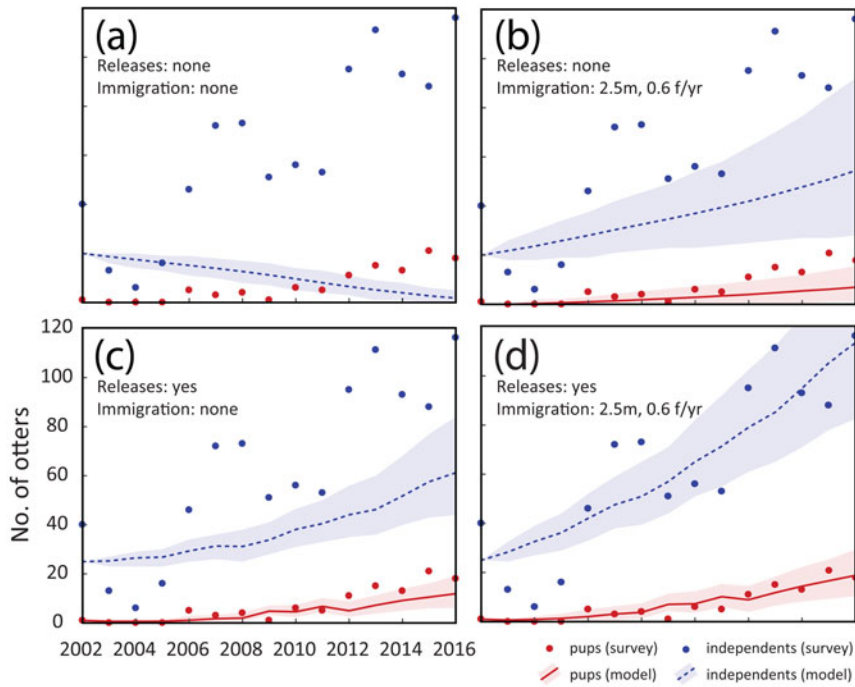 (a)
Releases: none
Immigration: none
(b)
Releases: none
Immigration: 2.5m, 0.6 f/yr
(c)
Releases: yes
Immigration: none
(d)
Releases: yes
Immigration: 2.5m, 0.6 f/yr
No. of otters
120
100
80
60
40
20
0
2002 2004 2006 2008 2010 2012 2014 2016
pups (survey)
independents (survey)
pups (model)
independents (model)